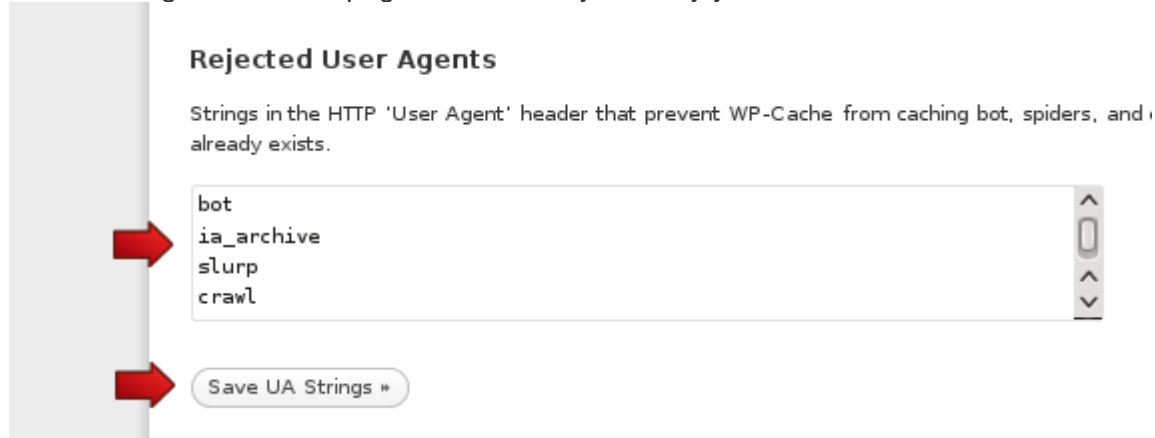 Rejected User Agents
Strings in the HTTP 'User Agent' header that prevent WP-Cache from caching bot, spiders, and
already exists.
bot
ia_archive
slurp
crawl
Save UA Strings »